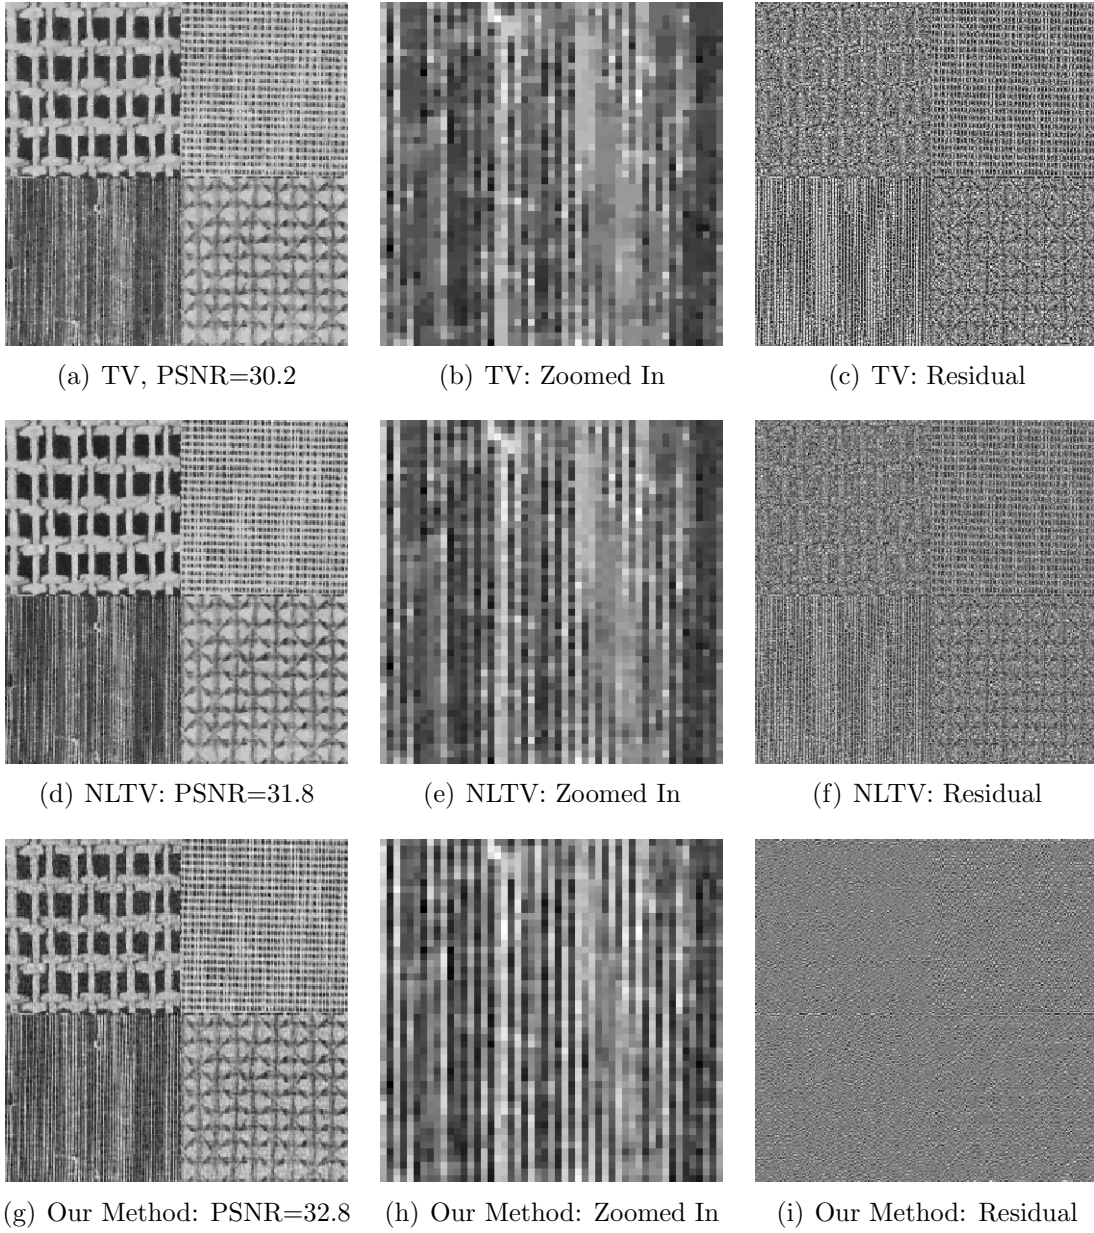 (a) TV, PSNR=30.2
(b) TV: Zoomed In
(c) TV: Residual
(d) NLTV: PSNR=31.8
(e) NLTV: Zoomed In
(f) NLTV: Residual
(g) Our Method: PSNR=32.8
(h) Our Method: Zoomed In
(i) Our Method: Residual